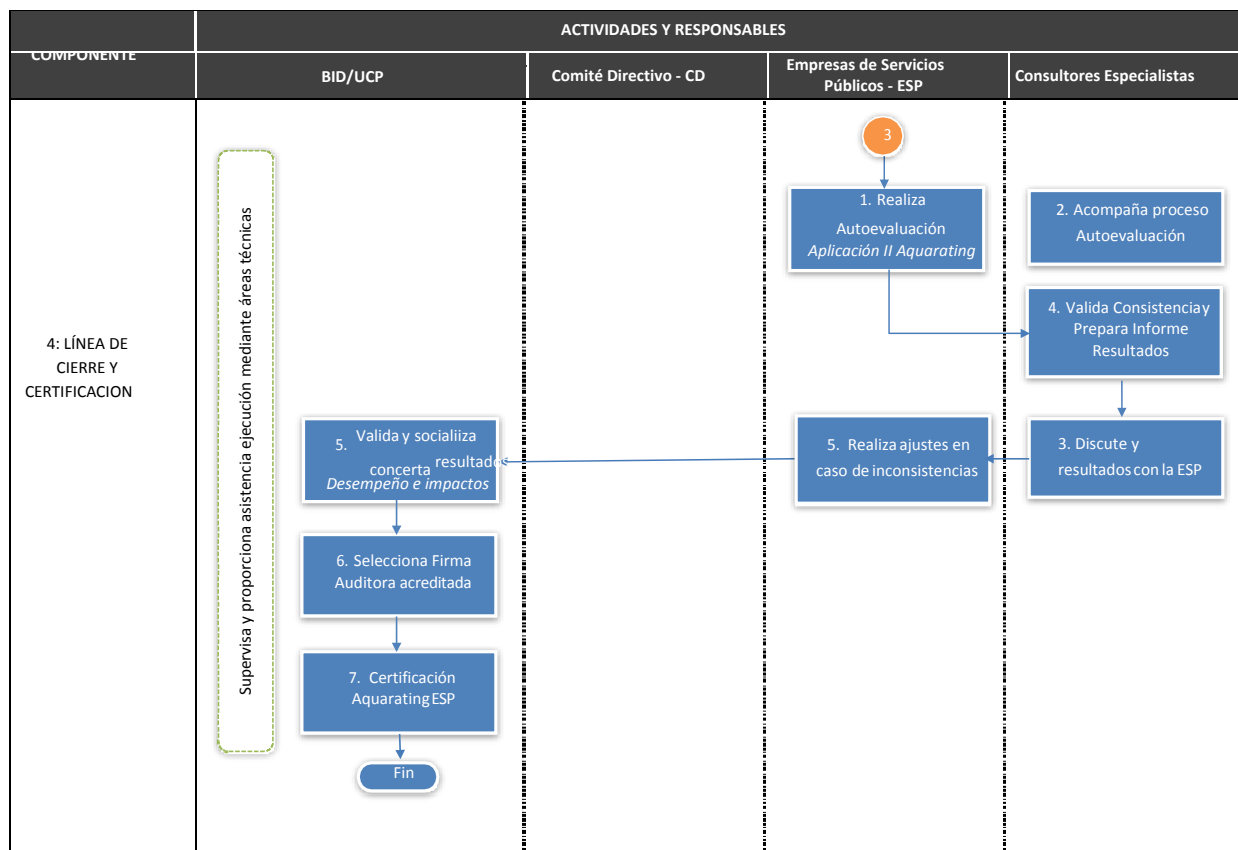 ACTIVIDADES Y RESPONSABLES
COMPONENTE
BID/UCP
Comité Directivo - CD
Empresas de Servicios
Públicos - ESP
Consultores Especialistas
4: LÍNEA DE
CIERRE Y
CERTIFICACION
Supervisa y proporciona asistencia ejecución mediante áreas técnicas
3
1. Realiza
Autoevaluación
Aplicación II Aquarating
2. Acompaña proceso
Autoevaluación
4. Valida Consistencia y
Prepara Informe
Resultados
3. Discute y
resultados con la ESP
5. Realiza ajustes en
caso de inconsistencias
5. Valida y socialiiza
concerta resultados
Desempeño e impactos
6. Selecciona Firma
Auditora acreditada
7. Certificación
Aquarating ESP
Fin